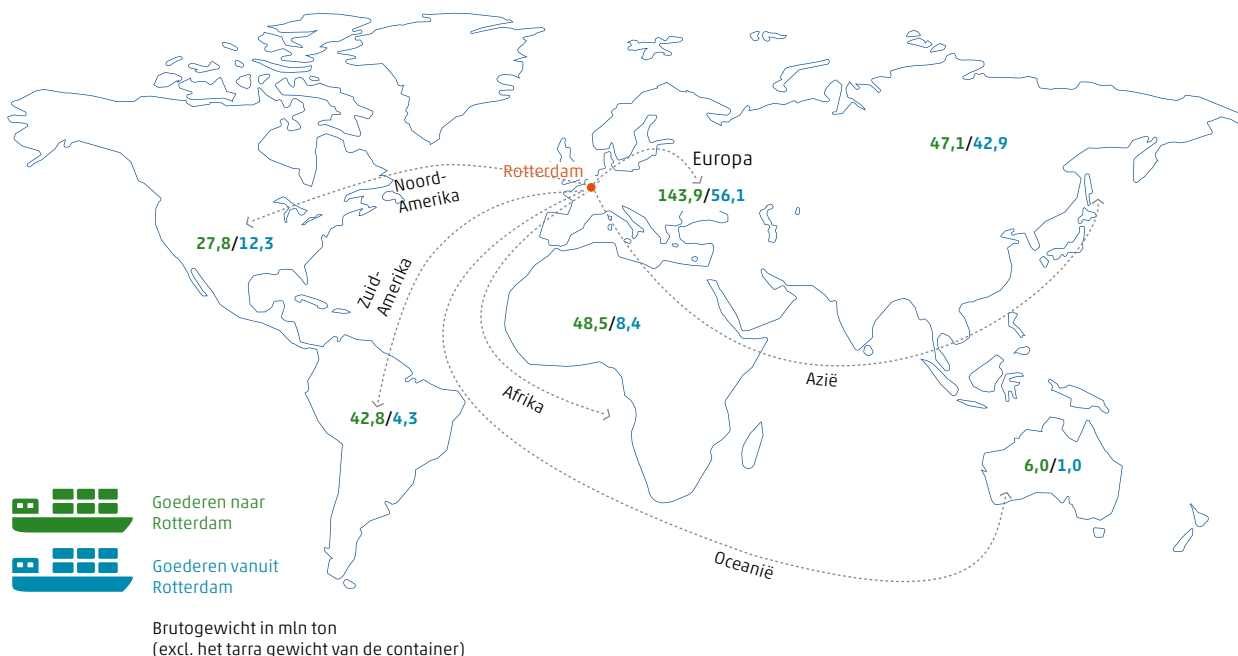 47,1/42,9
Europa
Rotterdam
143,9/56,1
Noord-
Amerika
27,8/12,3
Zuid-
Amerika
48,5/8,4
Azië
Afrika
42,8/4,3
6,0/1,0
Oceanië
Goederen naar
Rotterdam
Goederen vanuit
Rotterdam
Brutogewicht in mln ton
(excl. het tarra gewicht van de container)